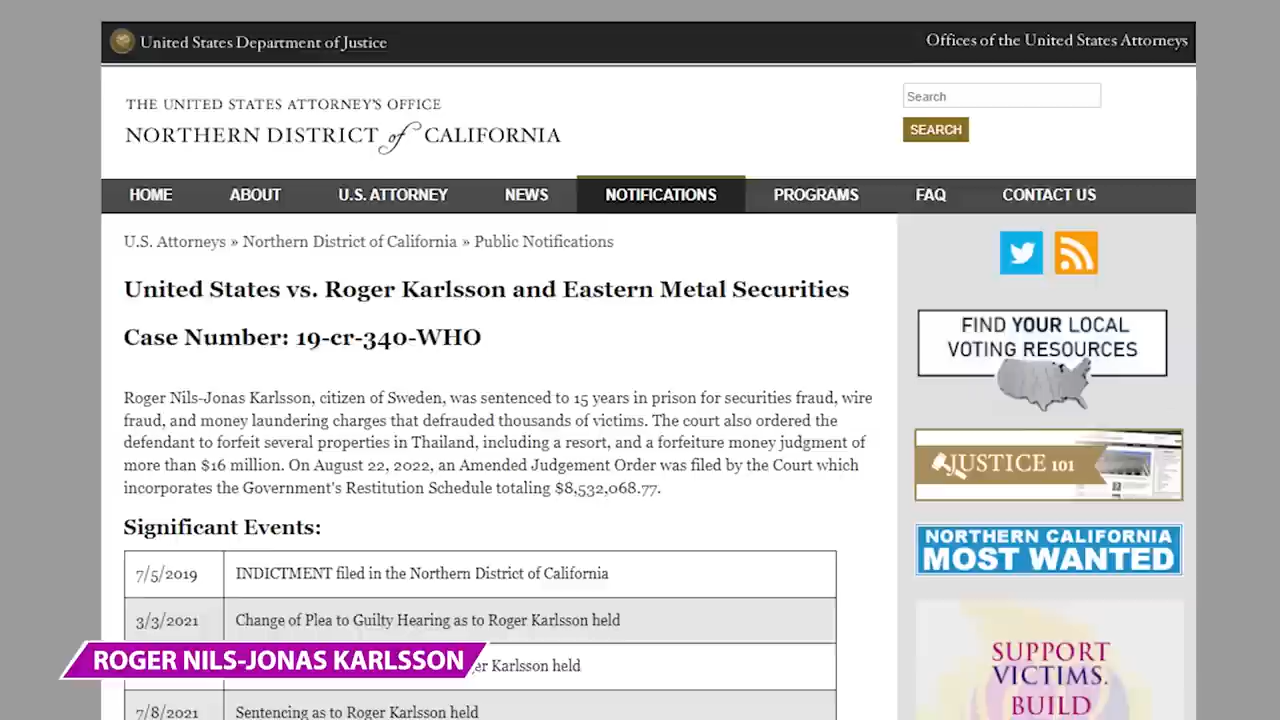 United States Department of Justice
Offices of the United States Attorneys
THE UNITED STATES ATTORNEY'S OFFICE
NORTHERN DISTRICT of CALIFORNIA
Search
SEARCH
HOME ABOUT U.S. ATTORNEY NEWS NOTIFICATIONS PROGRAMS FAQ CONTACT US
U.S. Attorneys » Northern District of California » Public Notifications
United States vs. Roger Karlsson and Eastern Metal Securities
Case Number: 19-cr-340-WHO
Roger Nils-Jonas Karlsson, citizen of Sweden, was sentenced to 15 years in prison for securities fraud, wire
fraud, and money laundering charges that defrauded thousands of victims. The court also ordered the
defendant to forfeit several properties in Thailand, including a resort, and a forfeiture money judgment of
more than $16 million. On August 22, 2022, an Amended Judgement Order was filed by the Court which
incorporates the Government's Restitution Schedule totaling $8,532,068.77.
Significant Events:
7/5/2019 INDICTMENT filed in the Northern District of California
3/3/2021 Change of Plea to Guilty Hearing as to Roger Karlsson held
Karlsson held
7/8/2021 Sentencing as to Roger Karlsson held
ROGER NILS-JONAS KARLSSON
FIND YOUR LOCAL
VOTING RESOURCES
JUSTICE 101
NORTHERN CALIFORNIA
MOST WANTED
SUPPORT
VICTIMS.
BUILD